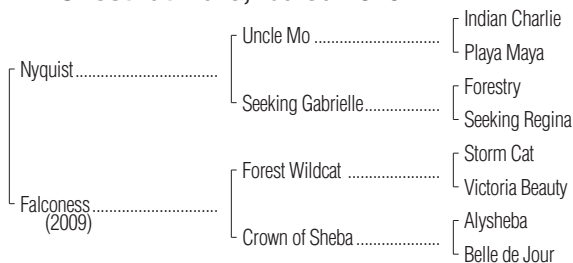 Indian Charlie
Uncle Mo
Playa Maya
Nyquist
Forestry
Seeking Gabrielle
Seeking Regina
Storm Cat
Forest Wildcat
Victoria Beauty
Falconess
(2009)
Alysheba
Crown of Sheba
Belle de Jour